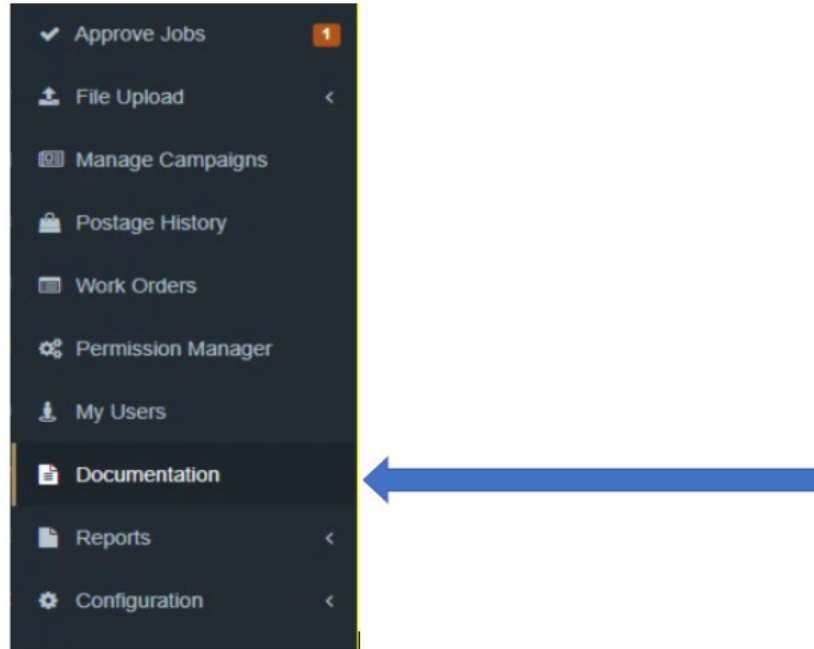 Approve Jobs 1
File Upload
Manage Campaigns
Postage History
Work Orders
Permission Manager
My Users
Documentation
Reports
Configuration